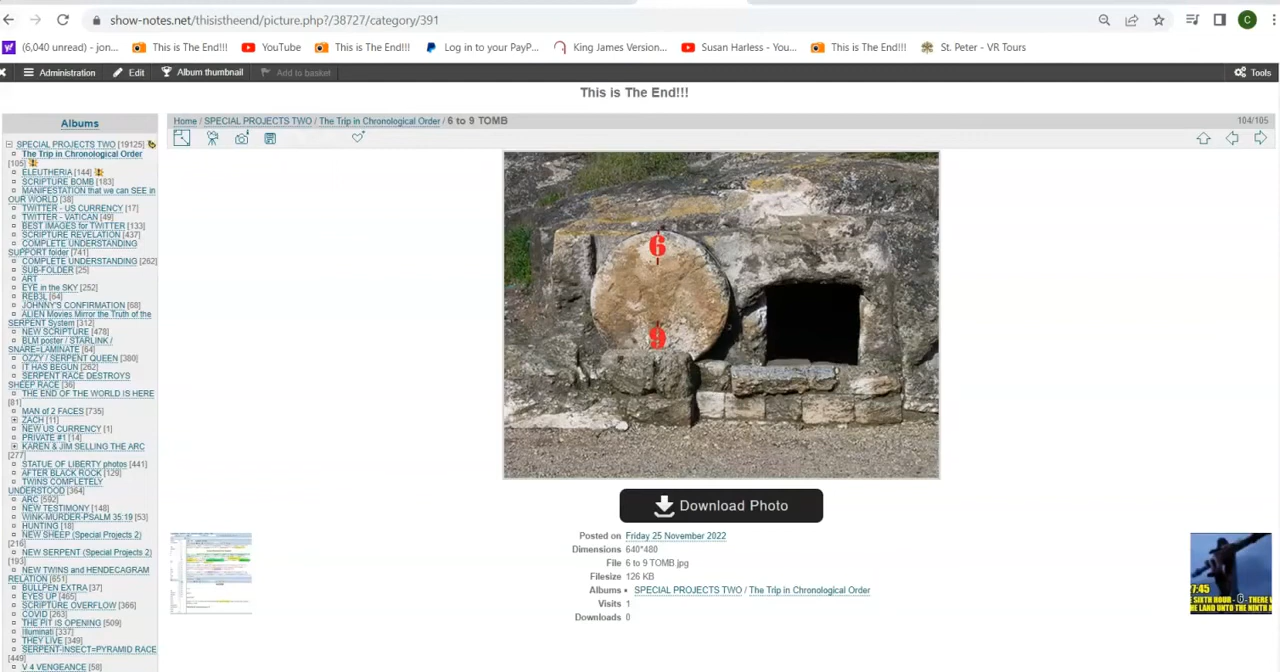 show-notes.net/thisistheend/picture.php?/38727/category/391
C
(6,040 unread) - jon...
This is The End!!!
YouTube
This is The End!!!
Log in to your PayP...
King James Version...
Susan Harless - You...
This is The End!!!
St. Peter - VR Tours
Administration
Edit
Album thumbnail
Add to basket
Tools
This is The End!!!
Albums
Home / SPECIAL PROJECTS TWO / The Trip in Chronological Order / 6 to 9 TOMB
104/105
SPECIAL PROJECTS TWO [19125]
The Trip in Chronological Order
[105]
ELEUTHERIA [144]
SCRIPTURE BOMB [183]
MANIFESTATION that we can SEE in
OUR WORLD [38]
TWITTER - US CURRENCY [17]
TWITTER - VATICAN [49]
BEST IMAGES for TWITTER [133]
SCRIPTURE REVELATION [437]
COMPLETE UNDERSTANDING
SUPPORT folder [741]
COMPLETE UNDERSTANDING [262]
SUB-FOLDER [25]
ART
EYE in the SKY [252]
REB3L [64]
JOHNNY'S CONFIRMATION [68]
ALIEN Movies Mirror the Truth of the
SERPENT System [312]
NEW SCRIPTURE [478]
BLM poster / STARLINK /
SNARE=LAMINATE [64]
OZZY / SERPENT QUEEN [380]
IT HAS BEGUN [262]
SERPENT RACE DESTROYS
SHEEP RACE [36]
THE END OF THE WORLD IS HERE
[81]
MAN of 2 FACES [735]
ZACH [11]
NEW US CURRENCY [1]
PRIVATE #1 [14]
KAREN & JIM SELLING THE ARC
[277]
STATUE OF LIBERTY photos [441]
AFTER BLACK ROCK [129]
TWINS COMPLETELY
UNDERSTOOD [364]
ARC [592]
NEW TESTIMONY [148]
WINK-MURDER-PSALM 35:19 [53]
HUNTING [18]
NEW SHEEP (Special Projects 2)
[216]
NEW SERPENT (Special Projects 2)
[193]
NEW TWINS and HENDECAGRAM
RELATION [651]
BULLPEN EXTRA [37]
EYES UP [465]
SCRIPTURE OVERFLOW [366]
COVID [263]
THE PIT IS OPENING [509]
Illuminati [337]
THEY LIVE [349]
SERPENT-INSECT=PYRAMID RACE
[449]
V 4 VENGEANCE [58]
6
9
Download Photo
Posted on Friday 25 November 2022
Dimensions 640*480
File 6 to 9 TOMB.jpg
Filesize 126 KB
Albums SPECIAL PROJECTS TWO / The Trip in Chronological Order
Visits 1
Downloads 0
7:45
SIXTH HOUR - 6 - THERE
HE LAND UNTO THE NINTH